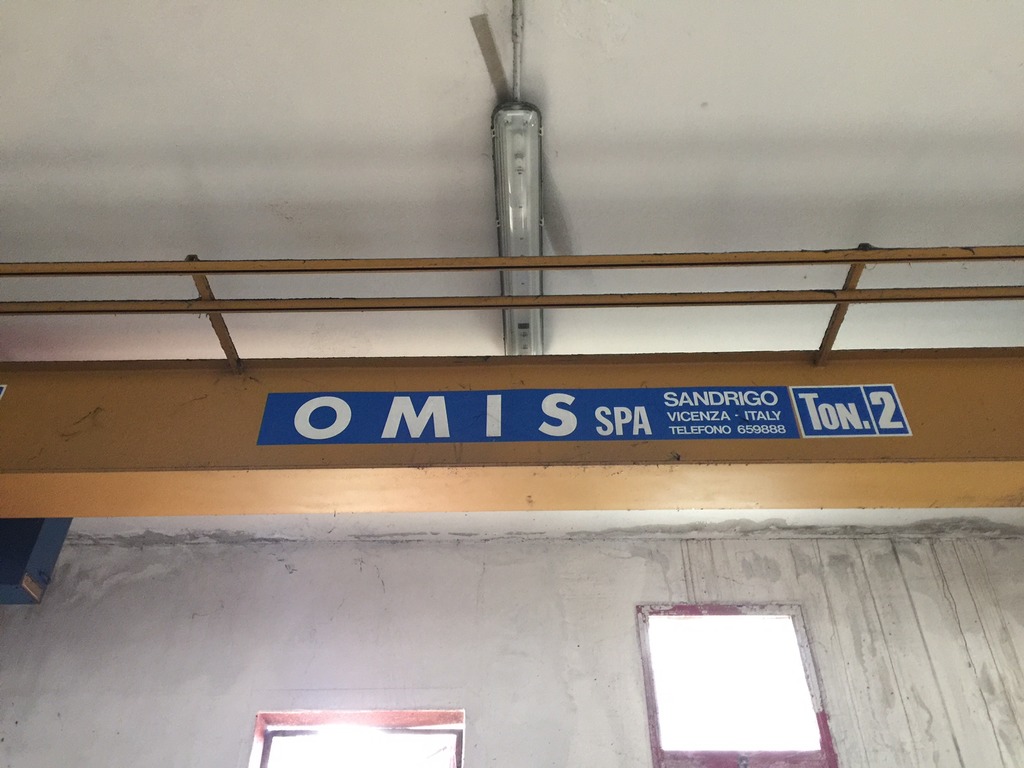 OMIS SPA
SANDRIGO
VICENZA - ITALY
TELEFONO 659888
TON. 2